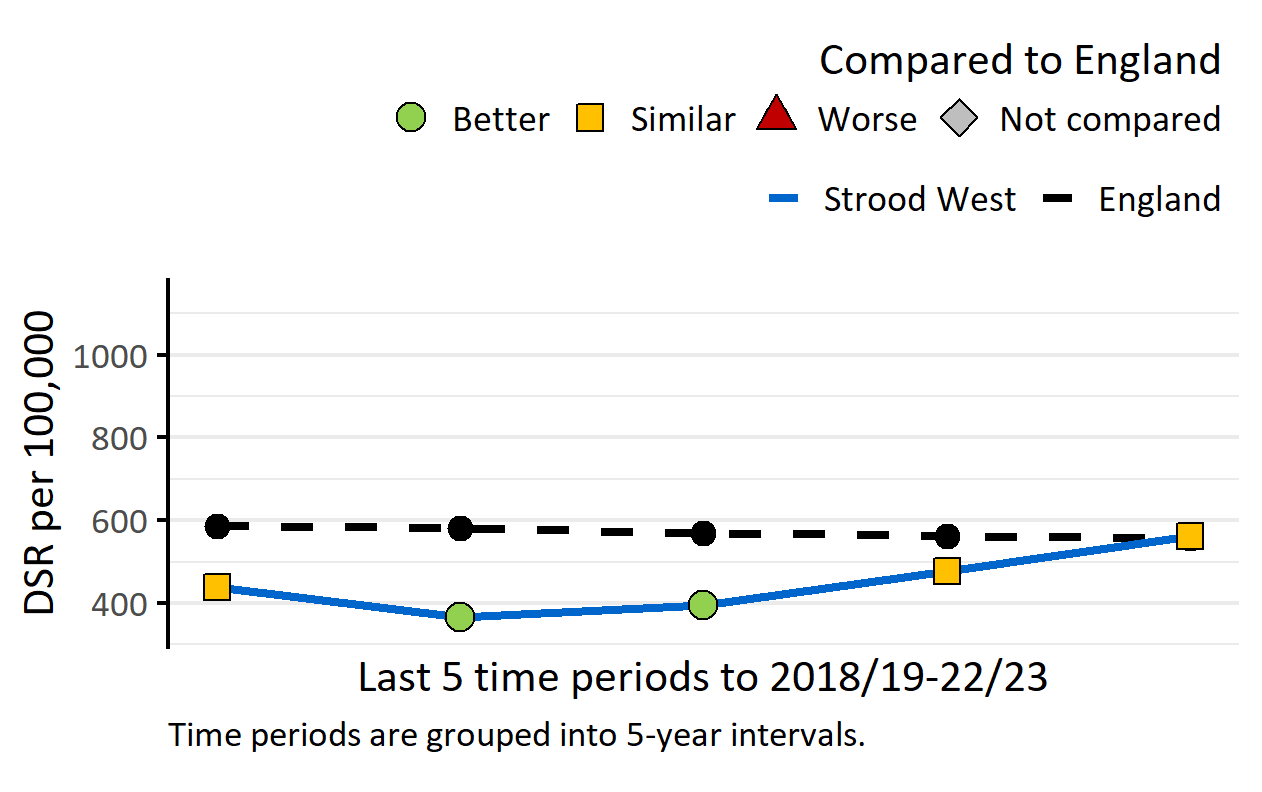 Compared to England
Better Similar Worse Not compared
Strood West England
DSR per 100,000
1000
800
600
400
Last 5 time periods to 2018/19-22/23
Time periods are grouped into 5-year intervals.